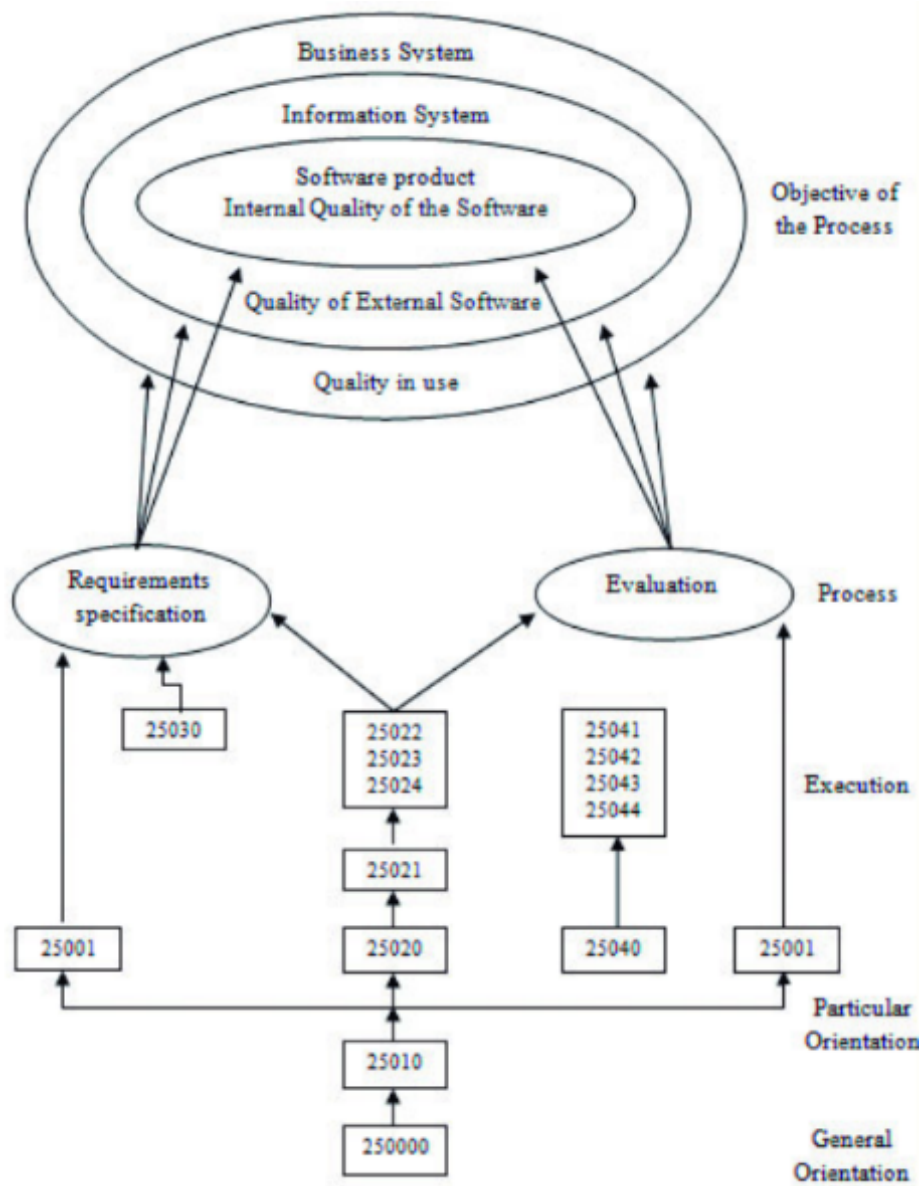 Business System
Information System
Software product
Internal Quality of the Software
Objective of
the Process
Quality of External Software
Quality in use
Requirements
specification
Evaluation
Process
25030
25022
25023
25024
25041
25042
25043
25044
Execution
25021
25001
25020
25040
25001
Particular
Orientation
25010
250000
General
Orientation